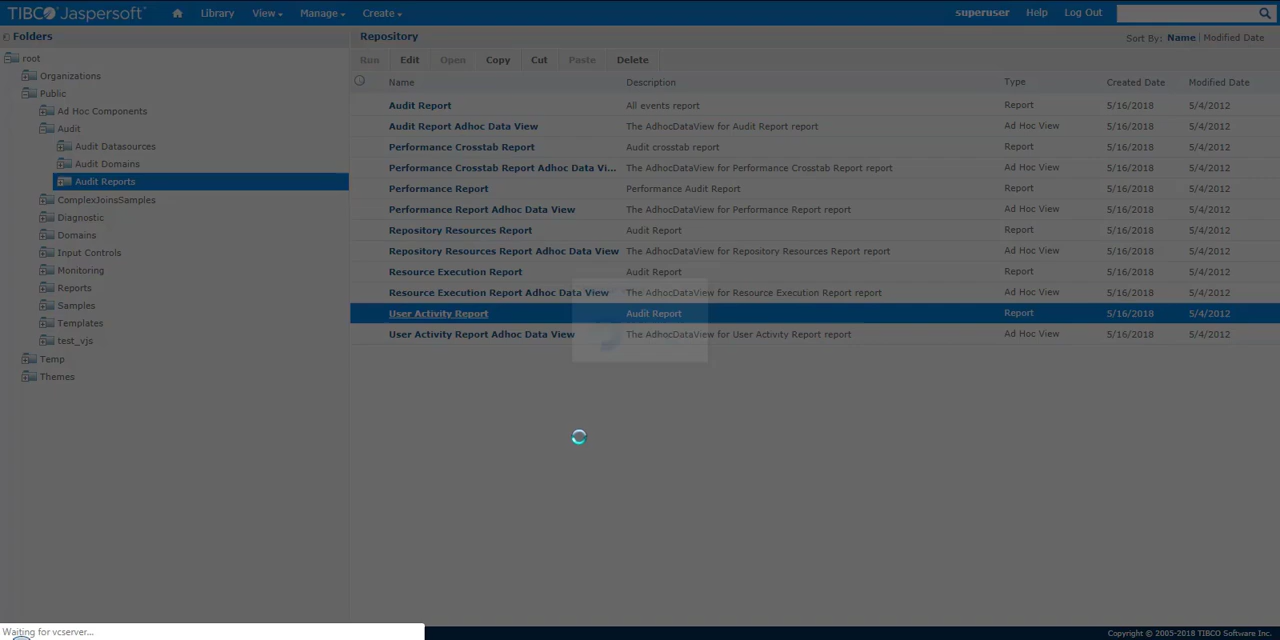 TIBCO Jaspersoft Library View Manage Create superuser Help Log Out
Folders
Repository
Sort By: Name | Modified Date
root
Organizations
Public
Ad Hoc Components
Audit
Audit Datasources
Audit Domains
Audit Reports
ComplexJoinsSamples
Diagnostic
Domains
Input Controls
Monitoring
Reports
Samples
Templates
test_vjs
Temp
Themes
Run Edit Open Copy Cut Paste Delete
Name Description Type Created Date Modified Date
Audit Report All events report Report 5/16/2018 5/4/2012
Audit Report Adhoc Data View The AdhocDataView for Audit Report report Ad Hoc View 5/16/2018 5/4/2012
Performance Crosstab Report Audit crosstab report Report 5/16/2018 5/4/2012
Performance Crosstab Report Adhoc Data Vi... The AdhocDataView for Performance Crosstab Report report Ad Hoc View 5/16/2018 5/4/2012
Performance Report Performance Audit Report Report 5/16/2018 5/4/2012
Performance Report Adhoc Data View The AdhocDataView for Performance Report report Ad Hoc View 5/16/2018 5/4/2012
Repository Resources Report Audit Report Report 5/16/2018 5/4/2012
Repository Resources Report Adhoc Data View The AdhocDataView for Repository Resources Report report Ad Hoc View 5/16/2018 5/4/2012
Resource Execution Report Audit Report Report 5/16/2018 5/4/2012
Resource Execution Report Adhoc Data View The AdhocDataView for Resource Execution Report report Ad Hoc View 5/16/2018 5/4/2012
User Activity Report Audit Report Report 5/16/2018 5/4/2012
User Activity Report Adhoc Data View The AdhocDataView for User Activity Report report Ad Hoc View 5/16/2018 5/4/2012
Waiting for vcserver...
Copyright © 2005-2018 TIBCO Software Inc.